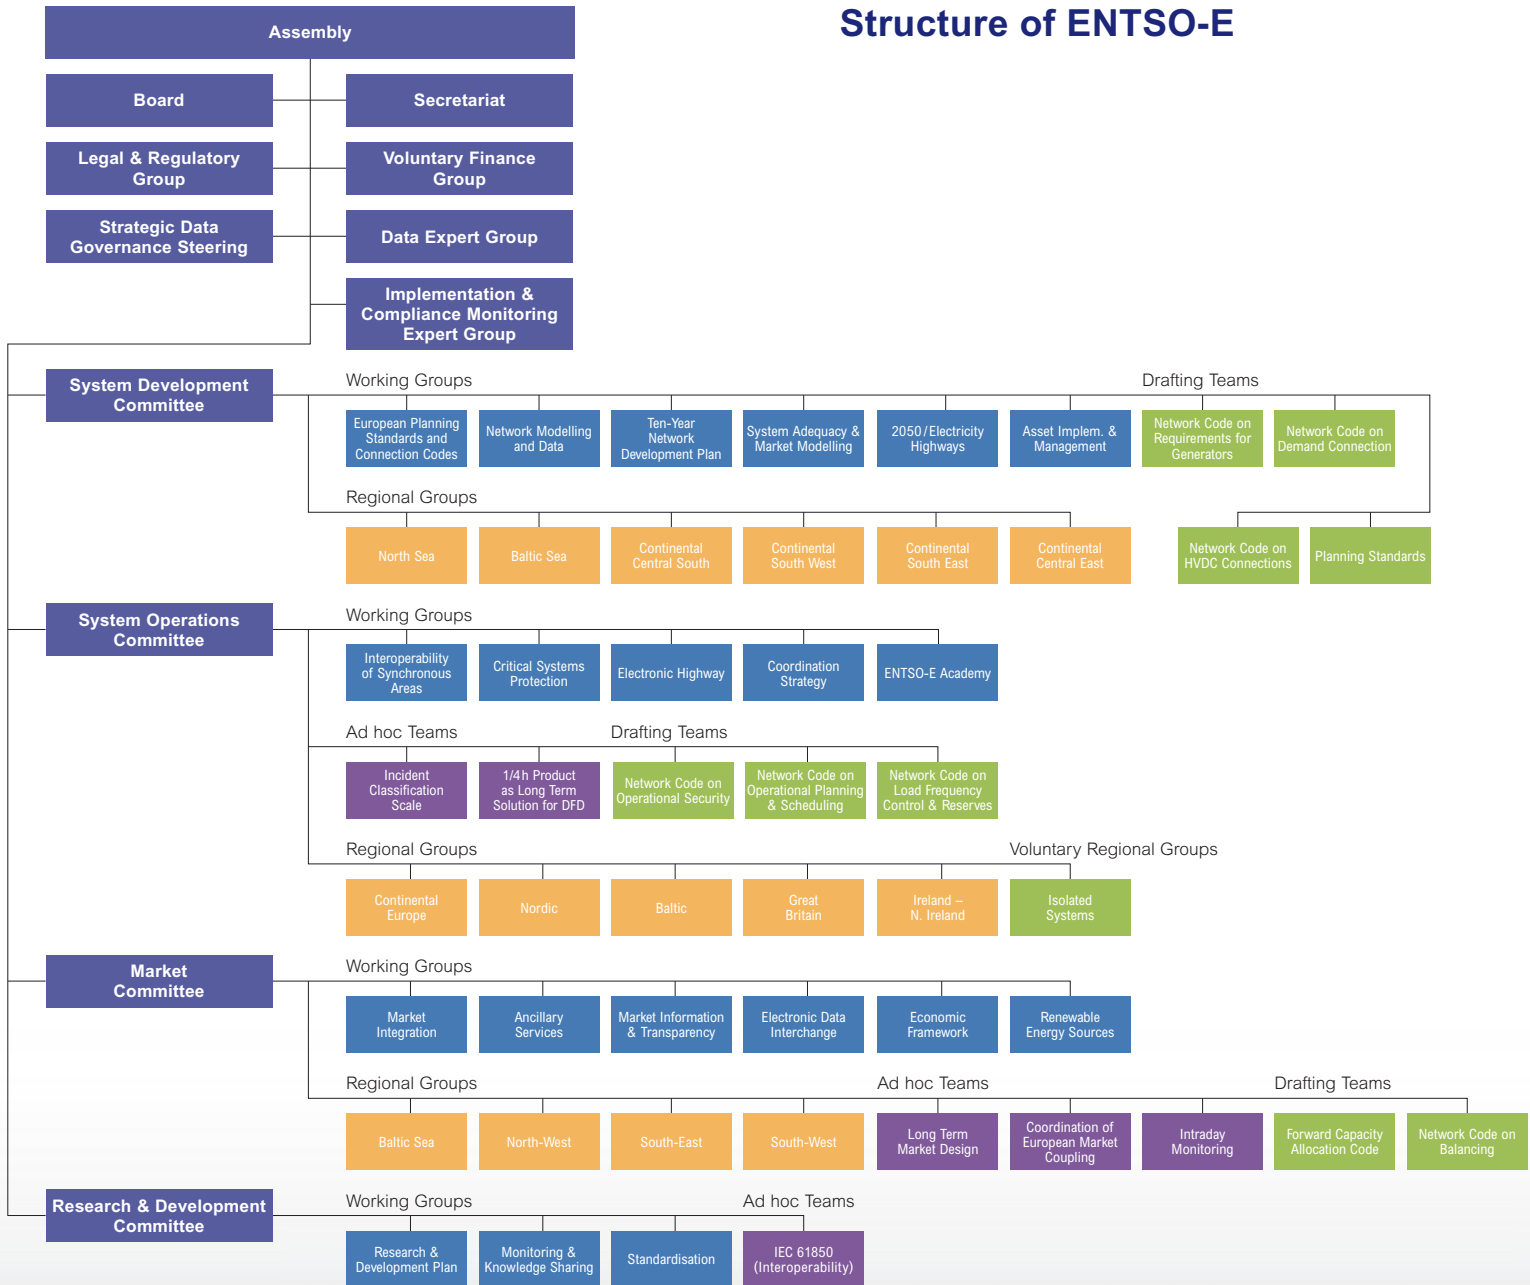 Structure of ENTSO-E
Assembly
Board
Secretariat
Legal & Regulatory
Group
Voluntary Finance
Group
Strategic Data
Governance Steering
Data Expert Group
Implementation &
Compliance Monitoring
Expert Group
System Development
Committee
Working Groups
Drafting Teams
European Planning
Standards and
Connection Codes
Network Modelling
and Data
Ten-Year
Network
Development Plan
System Adequacy &
Market Modelling
2050/Electricity
Highways
Asset Implem. &
Management
Network Code on
Requirements for
Generators
Network Code on
Demand Connection
Regional Groups
North Sea
Baltic Sea
Continental
Central South
Continental
South West
Continental
South East
Continental
Central East
Network Code on
HVDC Connections
Planning Standards
System Operations
Committee
Working Groups
Interoperability
of Synchronous
Areas
Critical Systems
Protection
Electronic Highway
Coordination
Strategy
ENTSO-E Academy
Ad hoc Teams
Drafting Teams
Incident
Classification
Scale
1/4h Product
as Long Term
Solution for DFD
Network Code on
Operational Security
Network Code on
Operational Planning
& Scheduling
Network Code on
Load Frequency
Control & Reserves
Regional Groups
Voluntary Regional Groups
Continental
Europe
Nordic
Baltic
Great
Britain
Ireland –
N. Ireland
Isolated
Systems
Market
Committee
Working Groups
Market
Integration
Ancillary
Services
Market Information
& Transparency
Electronic Data
Interchange
Economic
Framework
Renewable
Energy Sources
Regional Groups
Ad hoc Teams
Drafting Teams
Baltic Sea
North-West
South-East
South-West
Long Term
Market Design
Coordination of
European Market
Coupling
Intraday
Monitoring
Forward Capacity
Allocation Code
Network Code on
Balancing
Research & Development
Committee
Working Groups
Ad hoc Teams
Research &
Development Plan
Monitoring &
Knowledge Sharing
Standardisation
IEC 61850
(Interoperability)